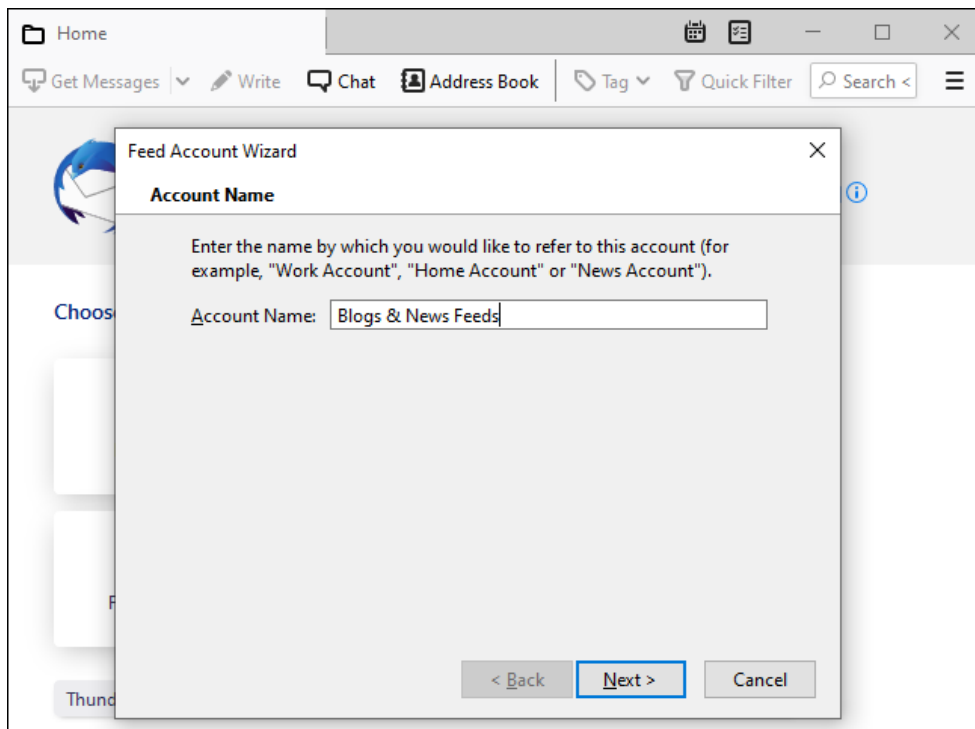 Home
Get Messages Write Chat Address Book Tag Quick Filter Search <
Feed Account Wizard
Account Name
Enter the name by which you would like to refer to this account (for
example, "Work Account", "Home Account" or "News Account").
Choos
Account Name: Blogs & News Feeds
F
< Back Next > Cancel
Thund